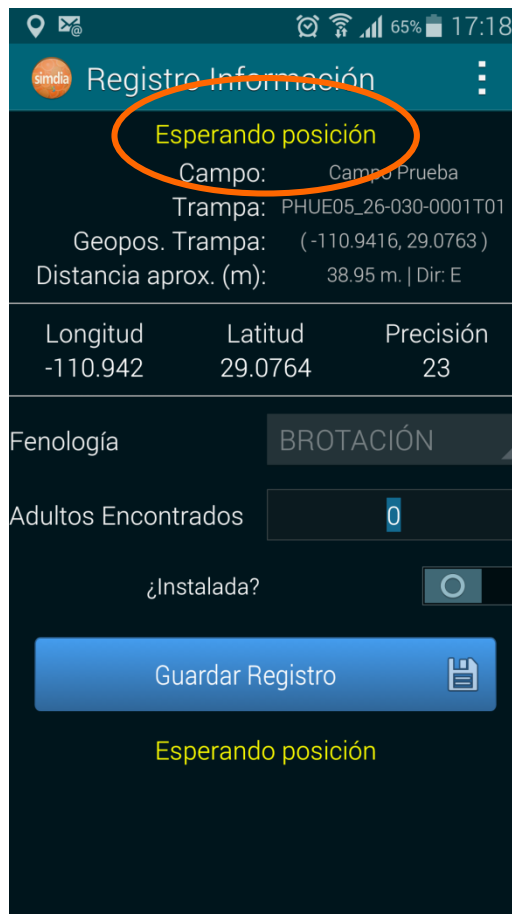 65% 17:18
simdia Registro Información
Esperando posición
Campo: Campo Prueba
Trampa: PHUE05_26-030-0001T01
Geopos. Trampa: (-110.9416, 29.0763)
Distancia aprox. (m): 38.95 m. | Dir: E
Longitud Latitud Precisión
-110.942 29.0764 23
Fenología BROTACIÓN
Adultos Encontrados 0
¿Instalada?
Guardar Registro
Esperando posición